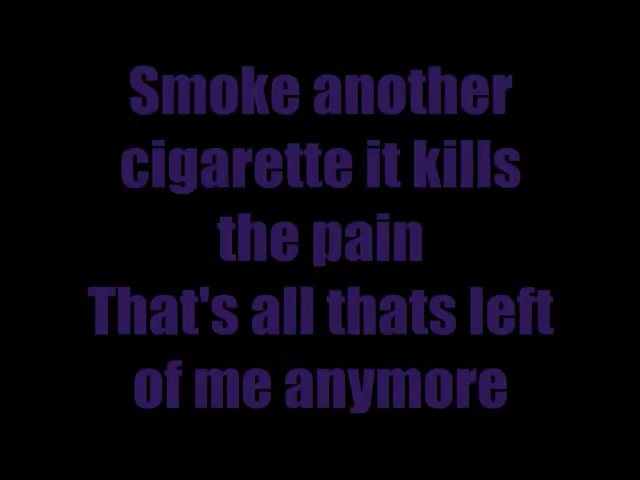 Smoke another
cigarette it kills
the pain
That's all thats left
of me anymore